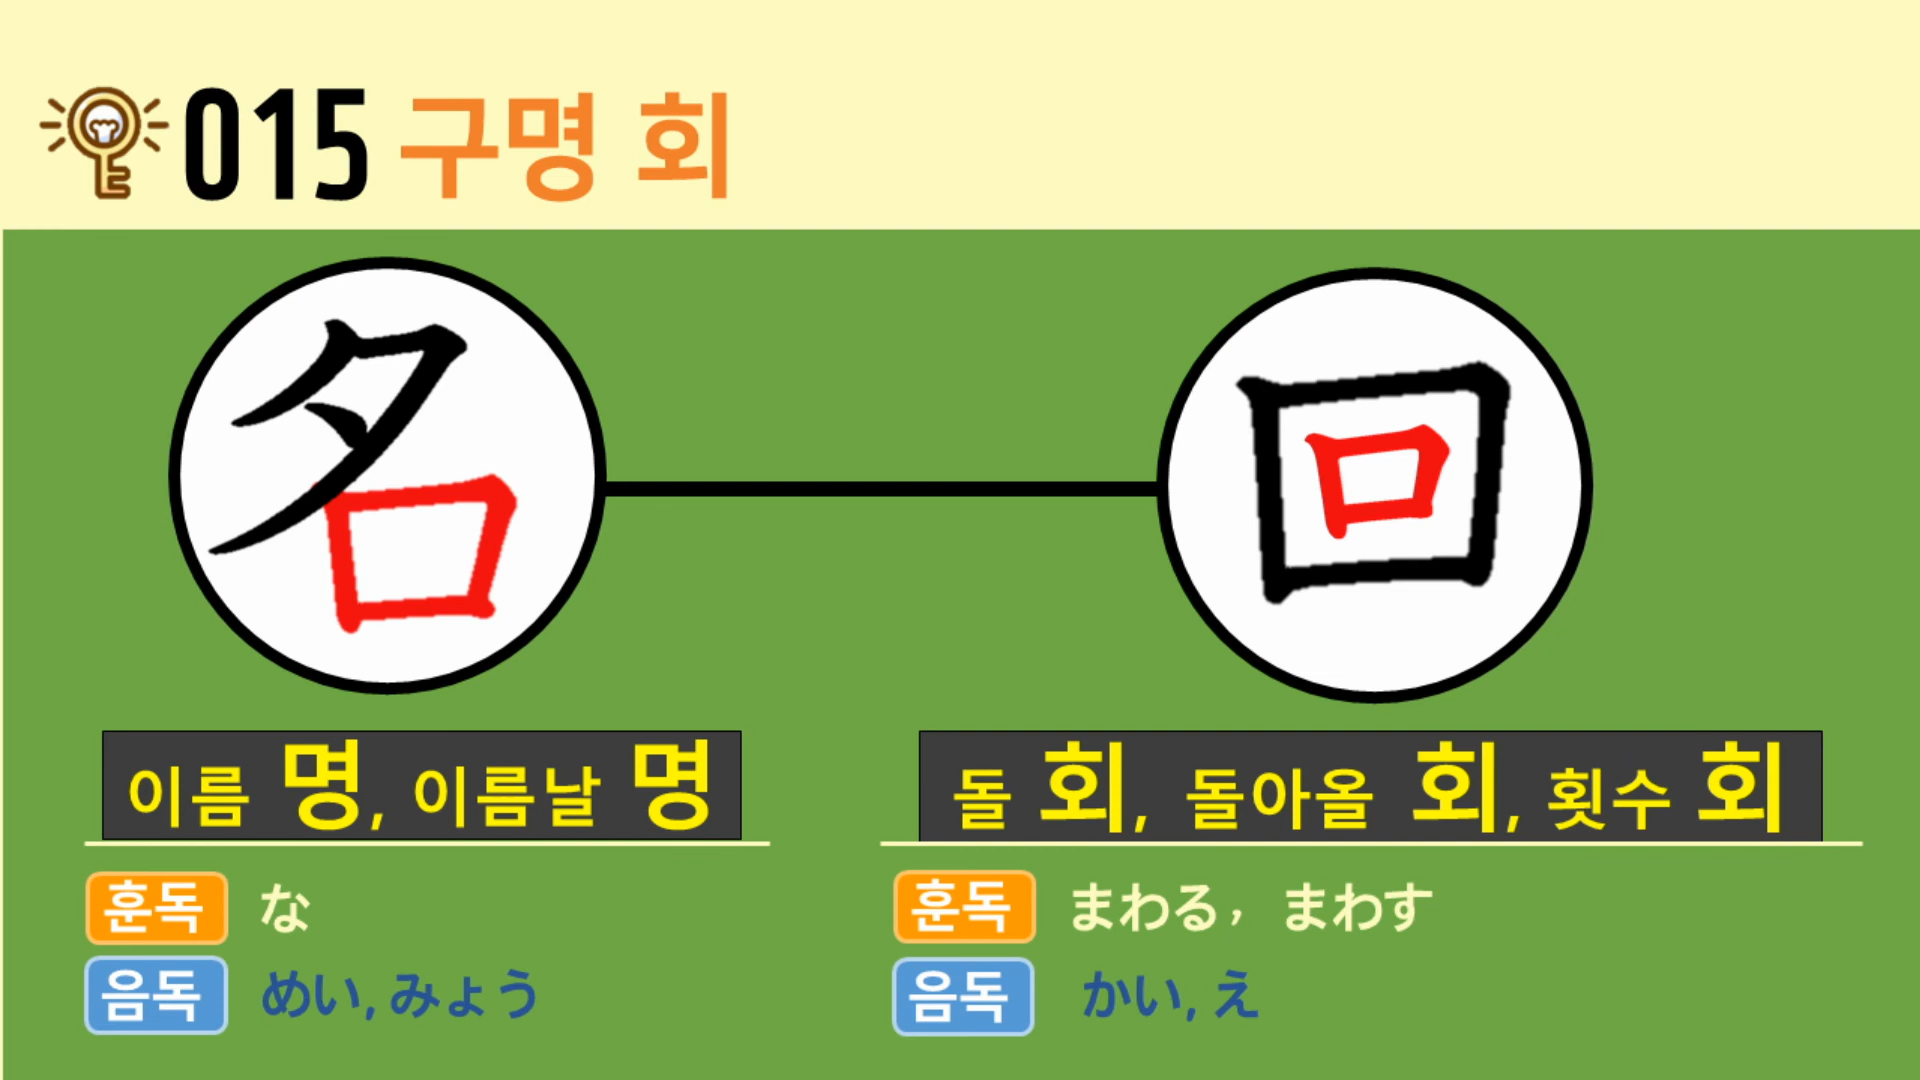 015 구명 회
名 回
이름 명, 이름날 명
돌 회, 돌아올 회, 횟수 회
훈독 な
음독 めい, みょう
훈독 まわる, まわす
음독 かい, え